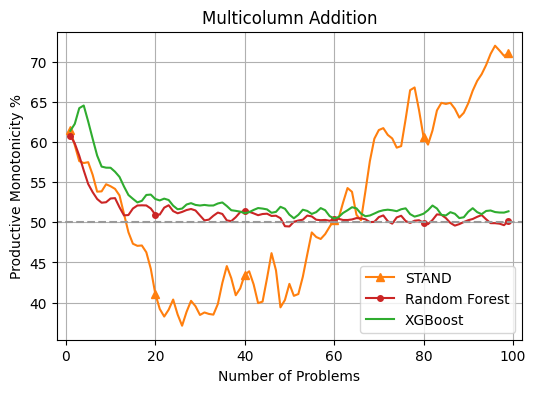 Multicolumn Addition
Productive Monotonicity %
70
65
60
55
50
45
40
0
20
40
60
80
100
Number of Problems
STAND
Random Forest
XGBoost